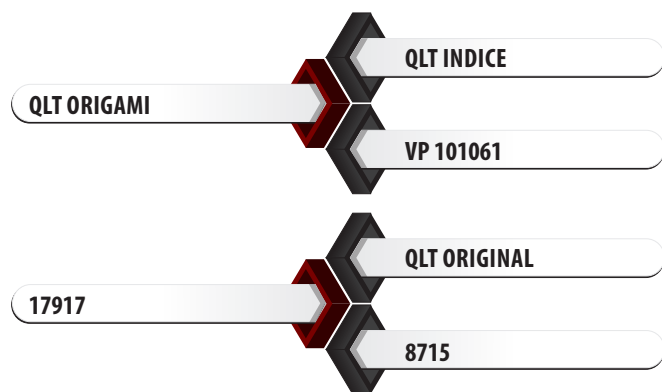 QLT INDICE
QLT ORIGAMI
VP 101061
QLT ORIGINAL
17917
8715